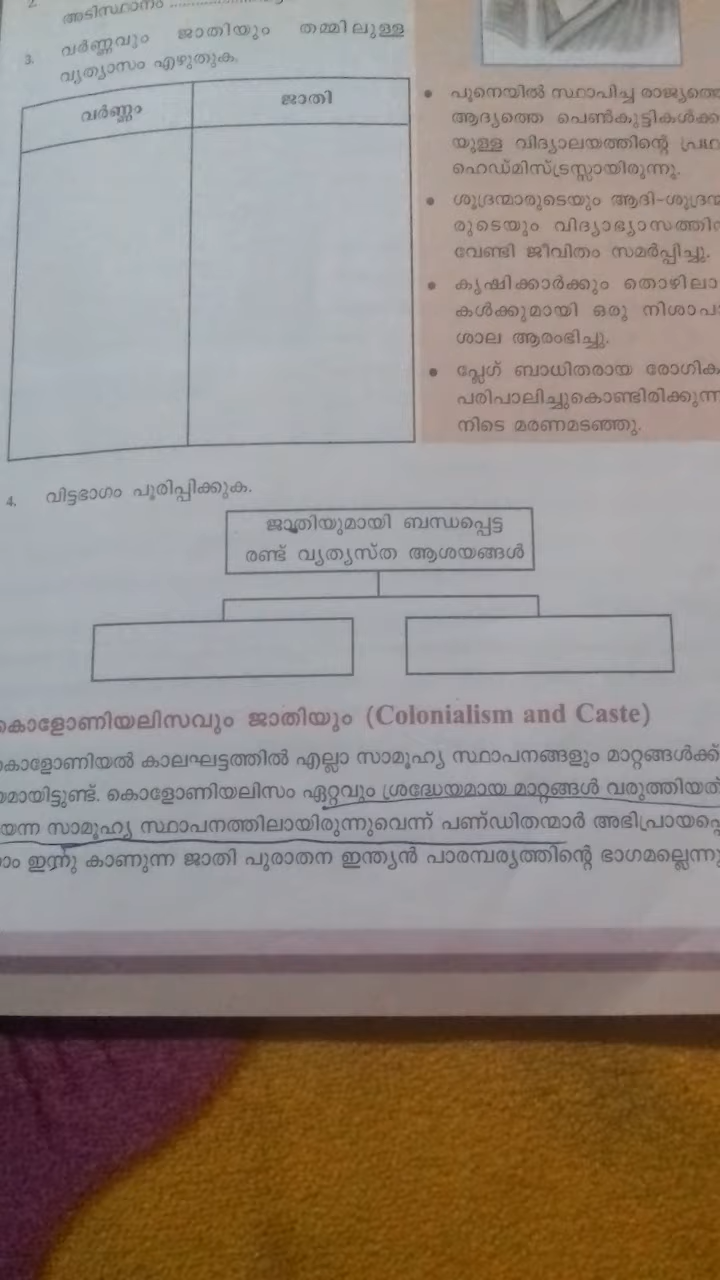 2.
അടിസ്ഥാനം ....................
3. വർണ്ണവും ജാതിയും തമ്മിലുള്ള
വ്യത്യാസം എഴുതുക.
വർണ്ണം ജാതി
• പൂനെയിൽ സ്ഥാപിച്ച രാജ്യത്തെ
ആദ്യത്തെ പെൺകുട്ടികൾക്കാ
യുള്ള വിദ്യാലയത്തിന്റെ
ഹെഡ്മിസ്ട്രസ്സായിരുന്നു.
• ശൂദ്രന്മാരുടെയും ആദി-ശൂദ്രന്മാ
രുടെയും വിദ്യാഭ്യാസത്തിന
വേണ്ടി ജീവിതം സമർപ്പിച്ചു.
• കൃഷിക്കാർക്കും തൊഴിലാ
കൾക്കുമായി ഒരു നിശാപാ
ശാല ആരംഭിച്ചു.
• പ്ലേഗ് ബാധിതരായ രോഗിക
പരിപാലിച്ചുകൊണ്ടിരിക്കുന്ന
നിടെ മരണമടഞ്ഞു.
4. വിട്ടഭാഗം പൂരിപ്പിക്കുക.
ജാതിയുമായി ബന്ധപ്പെട്ട
രണ്ട് വ്യത്യസ്ത ആശയങ്ങൾ
കൊളോണിയലിസവും ജാതിയും (Colonialism and Caste)
കൊളോണിയൽ കാലഘട്ടത്തിൽ എല്ലാ സാമൂഹ്യ സ്ഥാപനങ്ങളും മാറ്റങ്ങൾക്ക്
യമായിട്ടുണ്ട്. കൊളോണിയലിസം ഏറ്റവും ശ്രദ്ധേയമായ മാറ്റങ്ങൾ വരുത്തിയത്
യെന്ന സാമൂഹ്യ സ്ഥാപനത്തിലായിരുന്നുവെന്ന് പണ്ഡിതന്മാർ അഭിപ്രായപ്പെ
ാം ഇന്നു കാണുന്ന ജാതി പുരാതന ഇന്ത്യൻ പാരമ്പര്യത്തിന്റെ ഭാഗമല്ലെന്നു